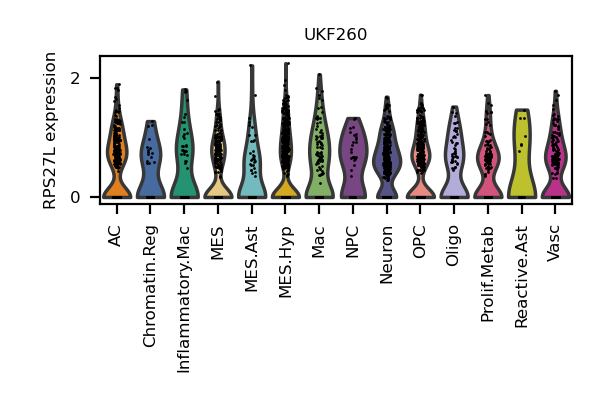 UKF260
RPS27L expression
2
0
AC
Chromatin.Reg
Inflammatory.Mac
MES
MES.Ast
MES.Hyp
Mac
NPC
Neuron
OPC
Oligo
Prolif.Metab
Reactive.Ast
Vasc